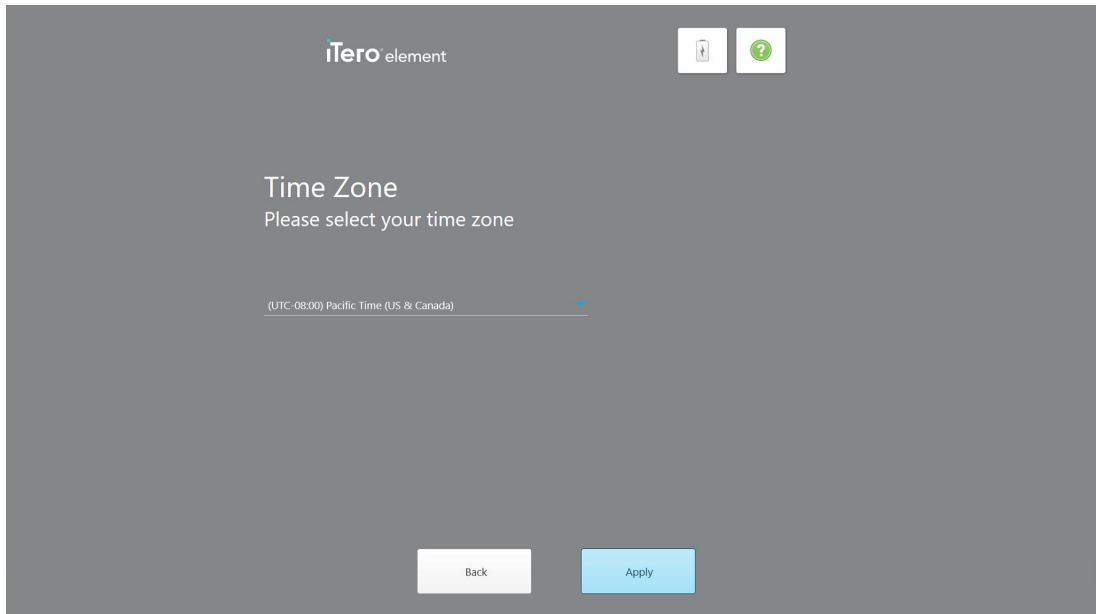 iTero element
?
Time Zone
Please select your time zone
(UTC-08:00) Pacific Time (US & Canada)
Back
Apply